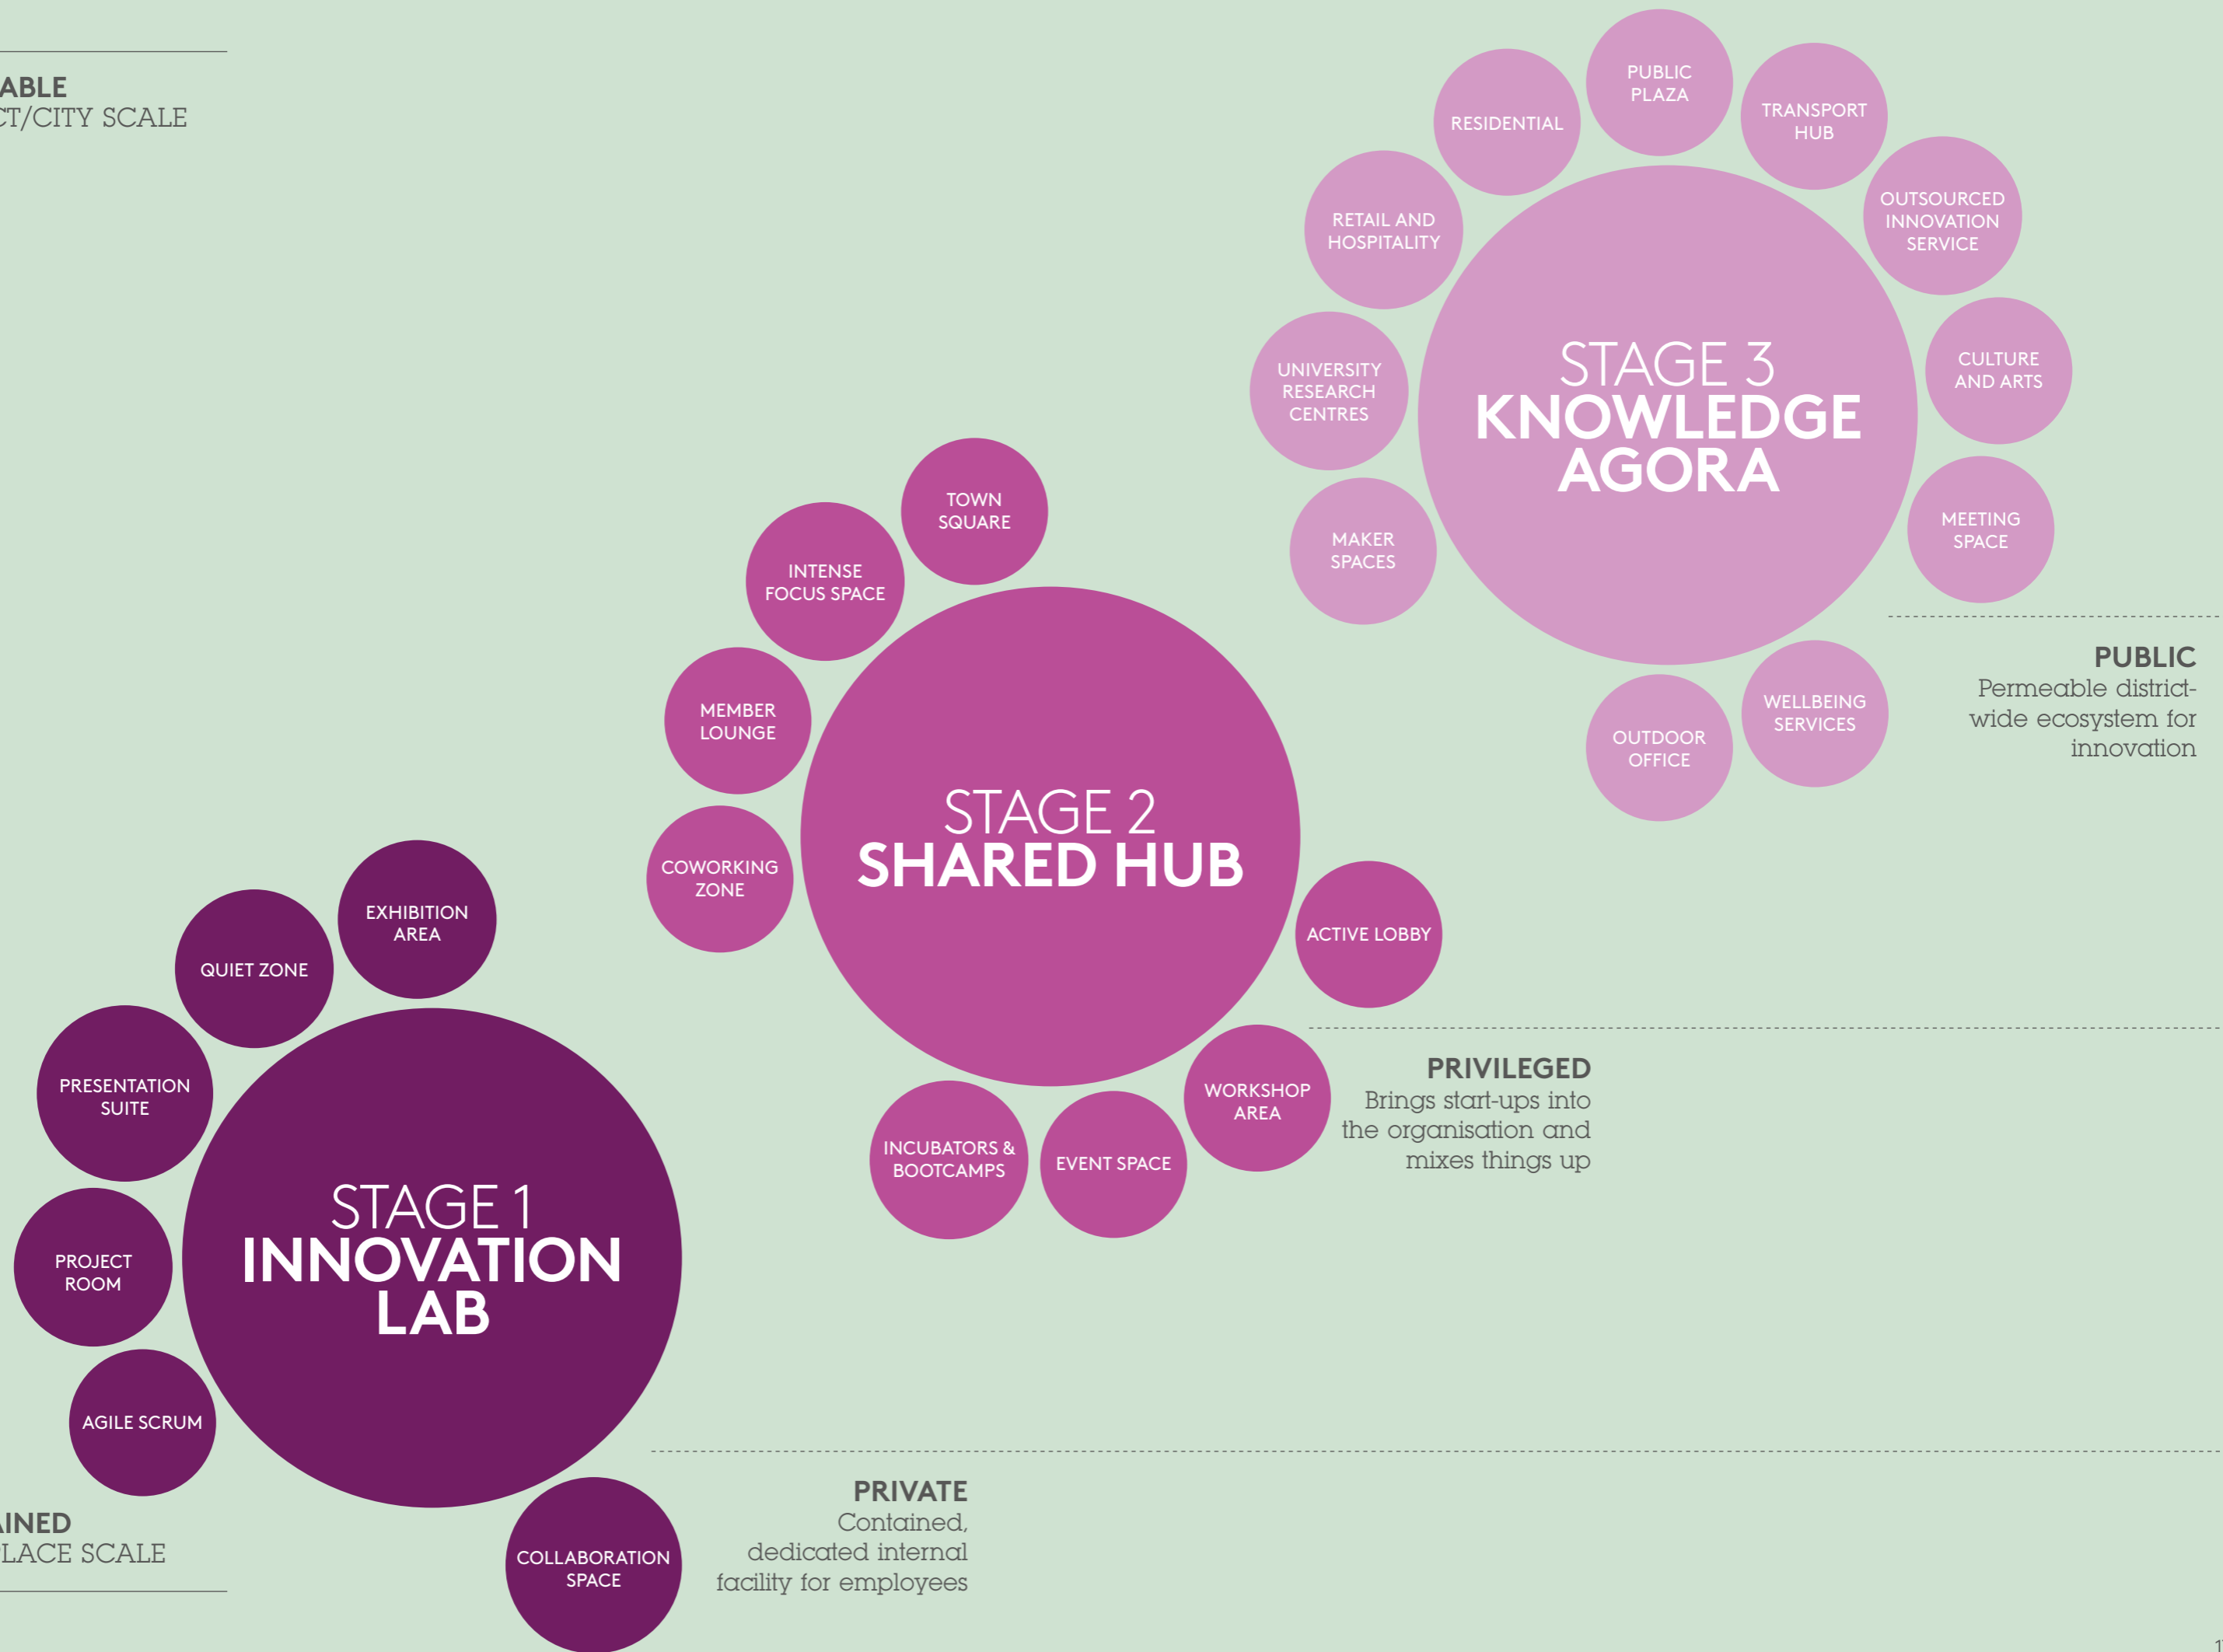 ABLE
CT/CITY SCALE
PUBLIC
PLAZA
RESIDENTIAL
TRANSPORT
HUB
RETAIL AND
HOSPITALITY
OUTSOURCED
INNOVATION
SERVICE
UNIVERSITY
RESEARCH
CENTRES
CULTURE
AND ARTS
STAGE 3
KNOWLEDGE
AGORA
MAKER
SPACES
MEETING
SPACE
OUTDOOR
OFFICE
WELLBEING
SERVICES
PUBLIC
Permeable district-
wide ecosystem for
innovation
TOWN
SQUARE
INTENSE
FOCUS SPACE
MEMBER
LOUNGE
COWORKING
ZONE
STAGE 2
SHARED HUB
ACTIVE LOBBY
WORKSHOP
AREA
EVENT SPACE
INCUBATORS &
BOOTCAMPS
PRIVILEGED
Brings start-ups into
the organisation and
mixes things up
EXHIBITION
AREA
QUIET ZONE
PRESENTATION
SUITE
PROJECT
ROOM
AGILE SCRUM
STAGE 1
INNOVATION
LAB
COLLABORATION
SPACE
PRIVATE
Contained,
dedicated internal
facility for employees
AINED
LACE SCALE
1